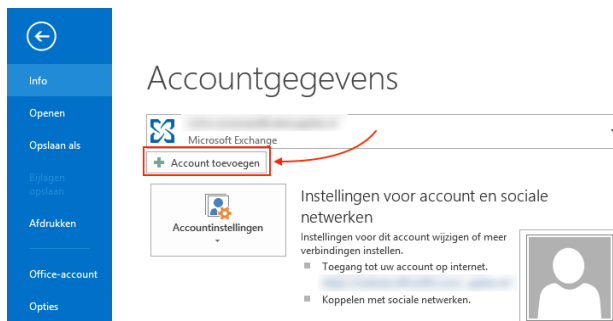 Info
Openen
Opslaan als
Bijlagen
opslaan
Afdrukken
Office-account
Opties
Accountgegevens
Microsoft Exchange
Account toevoegen
Accountinstellingen
Instellingen voor account en sociale
netwerken
Instellingen voor dit account wijzigen of meer
verbindingen instellen.
Toegang tot uw account op internet.
Koppelen met sociale netwerken.